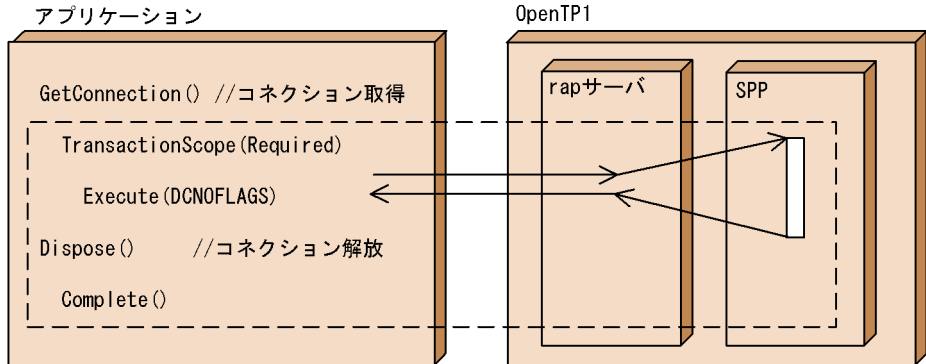 アプリケーション
OpenTP1
GetConnection() //コネクション取得
TransactionScope(Required)
Execute(DCNOFLAGS)
Dispose() //コネクション解放
Complete()
rapサーバ
SPP